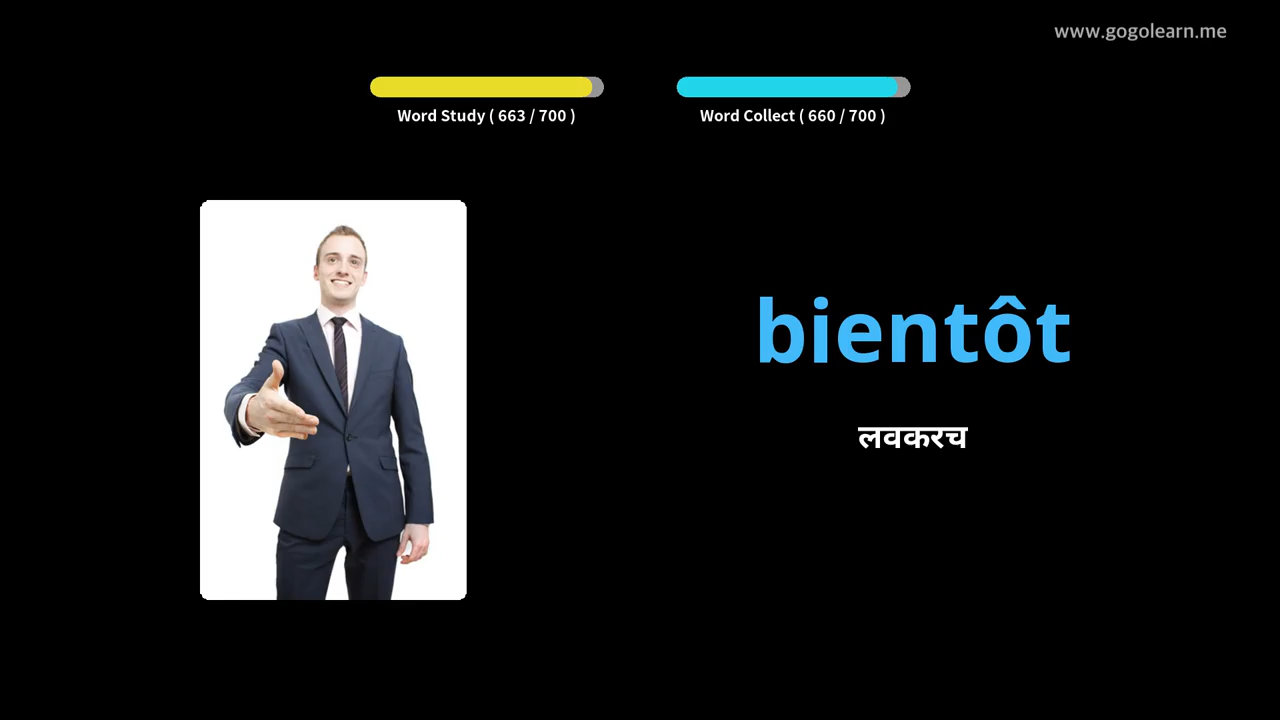 www.gogolearn.me
Word Study ( 663 / 700 )
Word Collect ( 660 / 700 )
bientôt
लवकरच